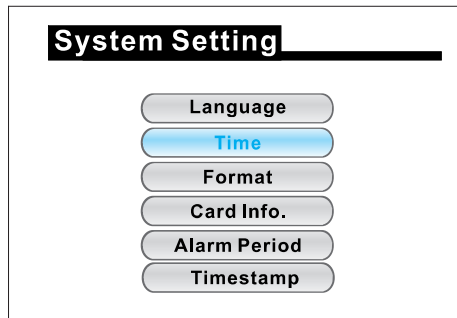 System Setting
Language
Time
Format
Card Info.
Alarm Period
Timestamp